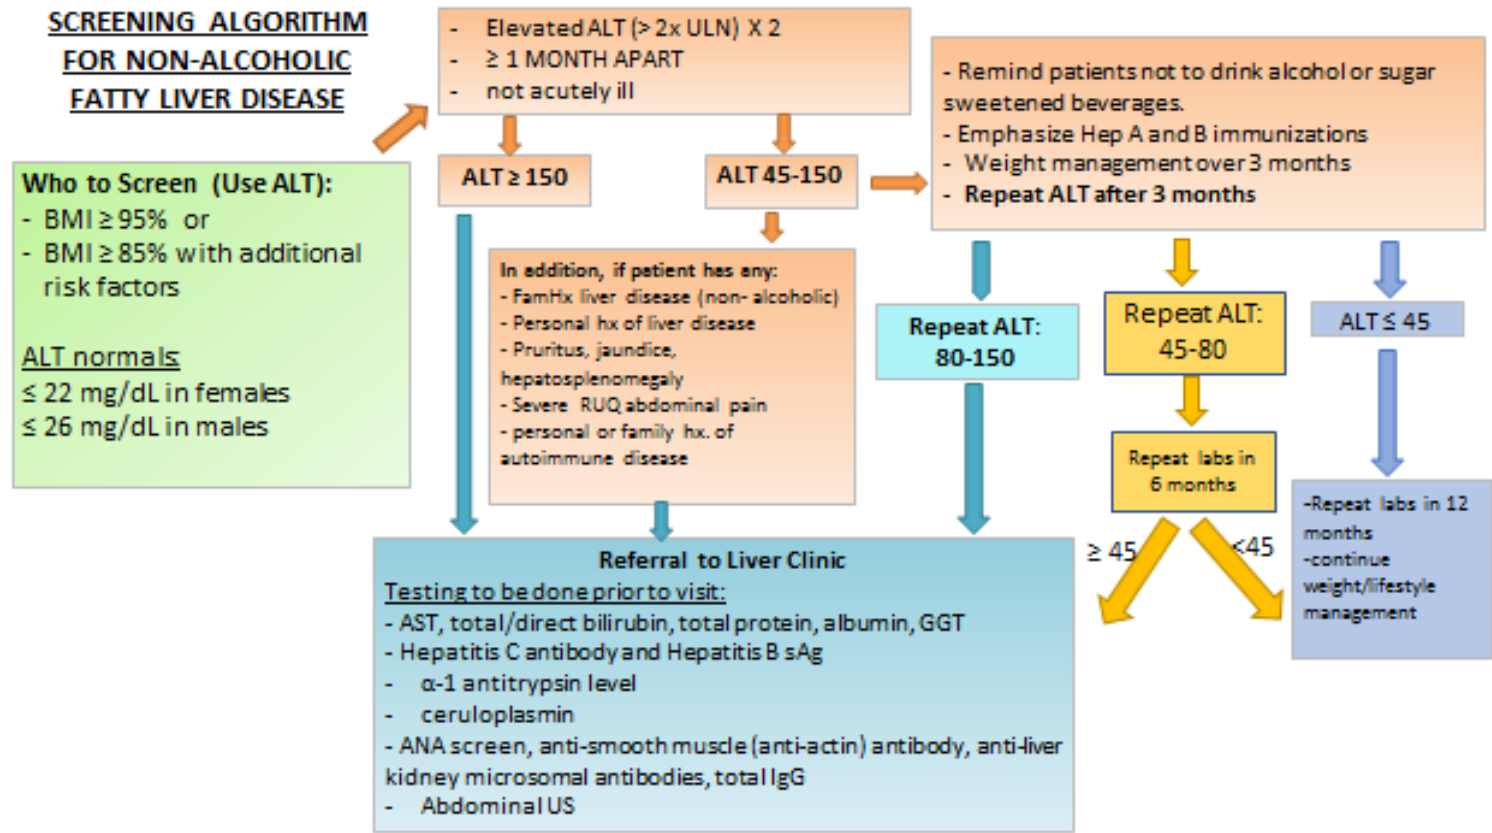 SCREENING ALGORITHM
FOR NON-ALCOHOLIC
FATTY LIVER DISEASE
Who to Screen (Use ALT):
- BMI ≥ 95% or
- BMI ≥ 85% with additional
risk factors
ALT normals:
≤ 22 mg/dL in females
≤ 26 mg/dL in males
- Elevated ALT (> 2x ULN) X 2
- ≥ 1 MONTH APART
- not acutely ill
ALT ≥ 150
ALT 45-150
- Remind patients not to drink alcohol or sugar
sweetened beverages.
- Emphasize Hep A and B immunizations
- Weight management over 3 months
- Repeat ALT after 3 months
In addition, if patient has any:
- FamHx liver disease (non- alcoholic)
- Personal hx of liver disease
- Pruritus, jaundice,
hepatosplenomegaly
- Severe RUQ abdominal pain
- personal or family hx. of
autoimmune disease
Repeat ALT:
80-150
Repeat ALT:
45-80
ALT ≤ 45
Repeat labs in
6 months
≥ 45
<45
-Repeat labs in 12
months
-continue
weight/lifestyle
management
Referral to Liver Clinic
Testing to be done prior to visit:
- AST, total/direct bilirubin, total protein, albumin, GGT
- Hepatitis C antibody and Hepatitis B sAg
- α-1 antitrypsin level
- ceruloplasmin
- ANA screen, anti-smooth muscle (anti-actin) antibody, anti-liver
kidney microsomal antibodies, total IgG
- Abdominal US